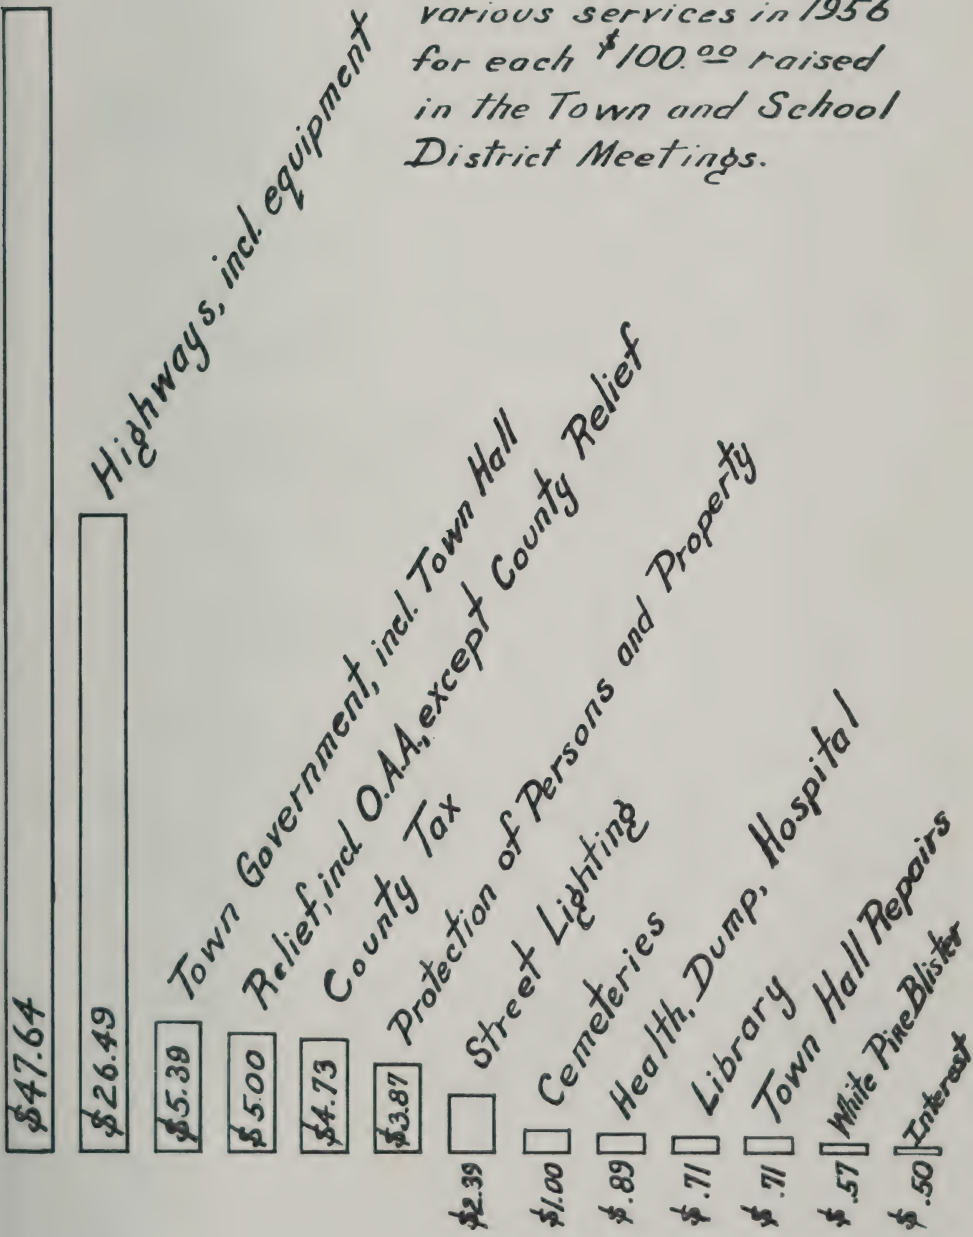 various services in 1956
for each $100.00 raised
in the Town and School
District Meetings.
$47.64
$26.49
Highways, incl. equipment
$5.39
Town Government, incl. Town Hall
$5.00
Relief, incl. O.A.A., except County Relief
$4.73
County Tax
$3.87
Protection of Persons and Property
$2.39
Street Lighting
$1.00
Cemeteries
$.89
Health, Dump, Hospital
$.71
Library
$.71
Town Hall Repairs
$.57
White Pine Blister
$.50
Interest